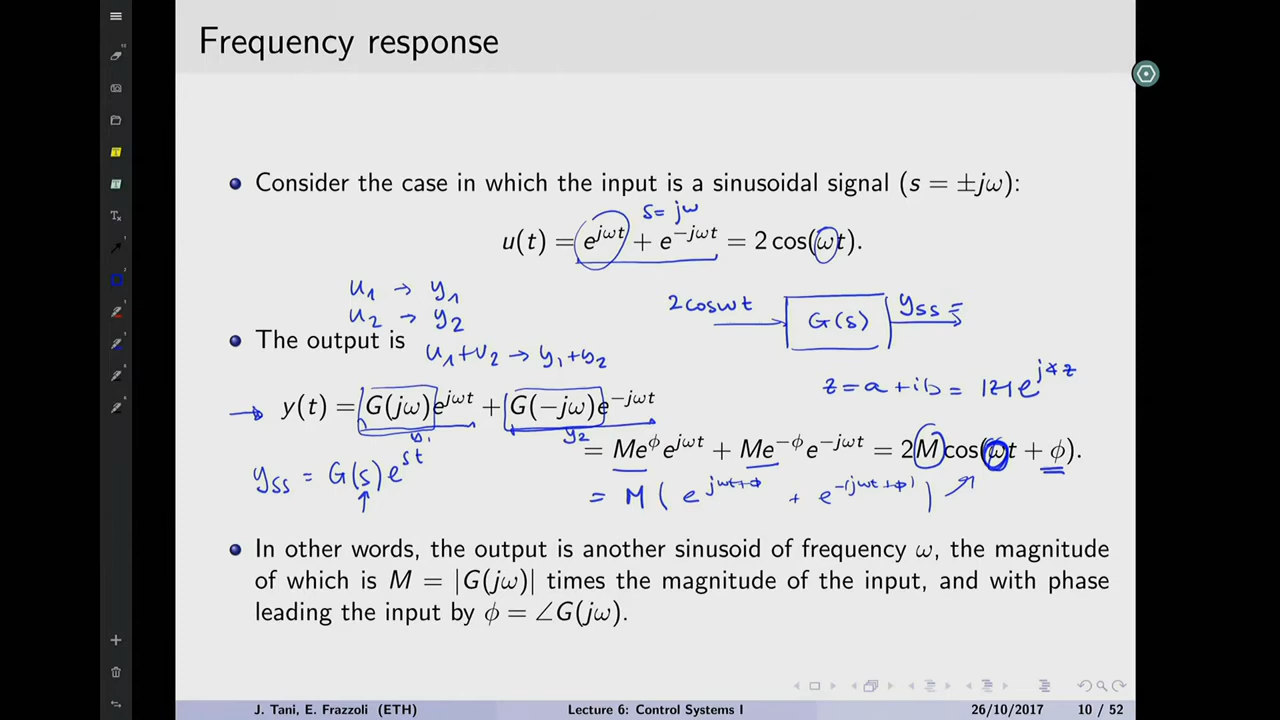 Frequency response
Consider the case in which the input is a sinusoidal signal (s = ±jω):
s = jω
u(t) = e^{jωt} + e^{−jωt} = 2 cos(ωt).
u₁ → y₁
u₂ → y₂
2coswt
G(s)
yss =
The output is
u₁+u₂ → y₁+y₂
z = a + ib = |z| e^{j∡z}
y(t) = G(jω)e^{jωt} + G(−jω)e^{−jωt}
y₁
y₂
= Me^{ϕ}e^{jωt} + Me^{−ϕ}e^{−jωt} = 2M cos(ωt + ϕ).
yss = G(s) e^{st}
= M ( e^{jωt+ϕ} + e^{−(jωt+ϕ)} )
In other words, the output is another sinusoid of frequency ω, the magnitude
of which is M = |G(jω)| times the magnitude of the input, and with phase
leading the input by ϕ = ∠G(jω).
J. Tani, E. Frazzoli (ETH)
Lecture 6: Control Systems I
26/10/2017
10 / 52